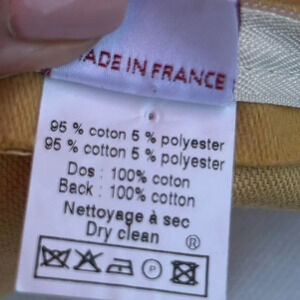 MADE IN FRANCE
95 % coton 5 % polyester
95 % cotton 5 % polyester
Dos : 100% coton
Back : 100% cotton
Nettoyage à sec
Dry clean ®
P